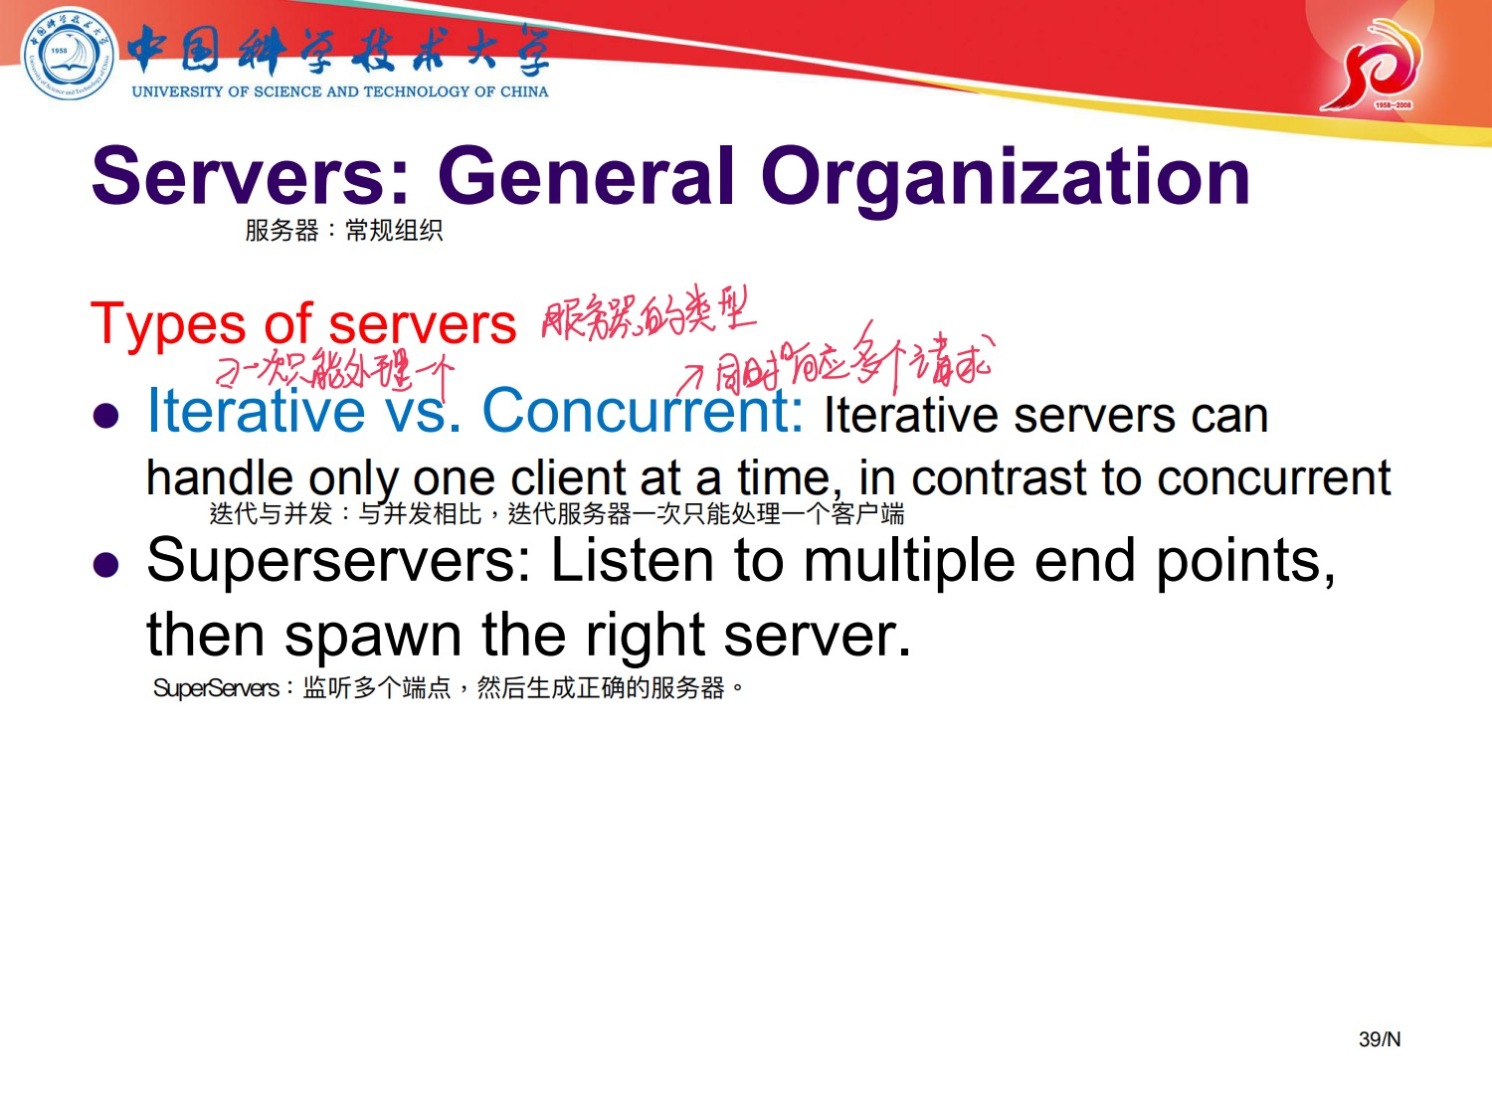 中国科学技术大学
UNIVERSITY OF SCIENCE AND TECHNOLOGY OF CHINA
1958
1958-2008
Servers: General Organization
服务器：常规组织
Types of servers 服务器的类型
一次只能处理一个
↗同时响应多个请求
● Iterative vs. Concurrent: Iterative servers can
handle only one client at a time, in contrast to concurrent
迭代与并发：与并发相比，迭代服务器一次只能处理一个客户端
● Superservers: Listen to multiple end points,
then spawn the right server.
SuperServers：监听多个端点，然后生成正确的服务器。
39/N